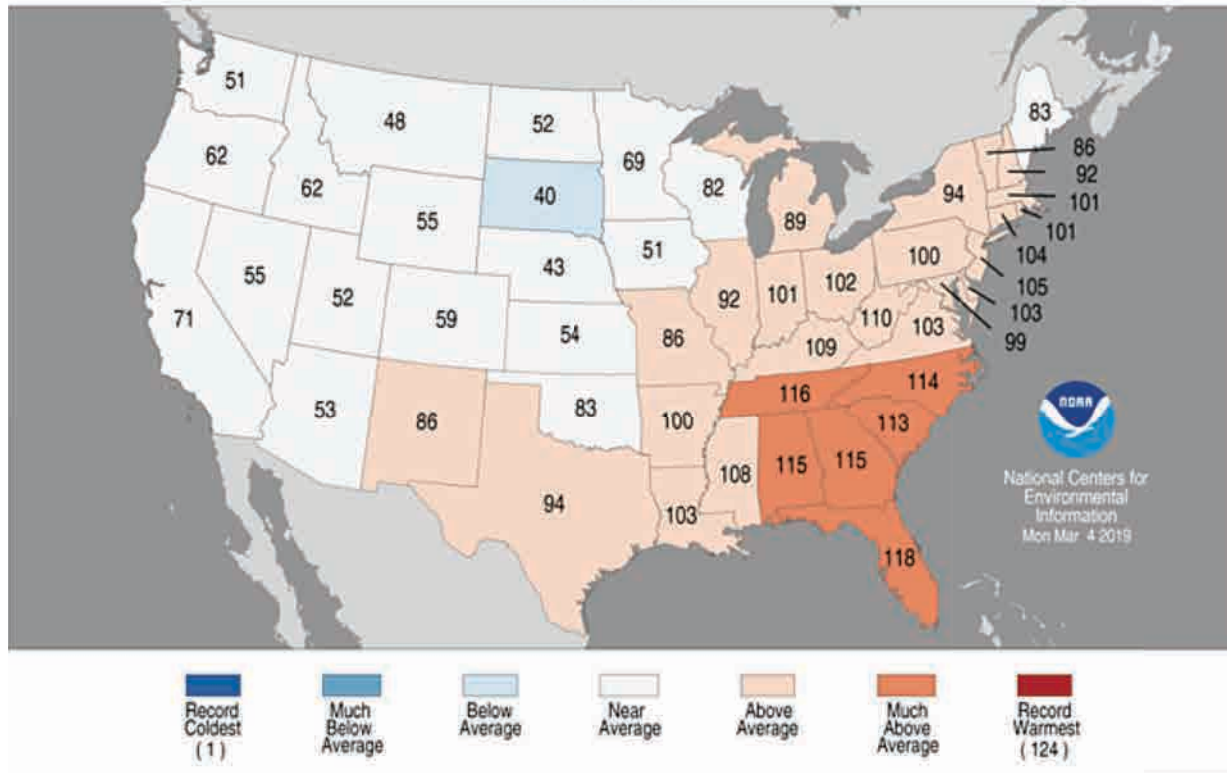 51
48
52
69
83
62
62
55
40
82
86
92
94
101
101
104
105
103
99
89
55
52
59
43
51
100
71
92
101
102
110
103
54
86
109
53
86
83
100
116
114
113
94
103
108
115
115
118
NOAA
National Centers for
Environmental
Information
Mon Mar 4 2019
Record
Coldest
( 1 )
Much
Below
Average
Below
Average
Near
Average
Above
Average
Much
Above
Average
Record
Warmest
( 124 )